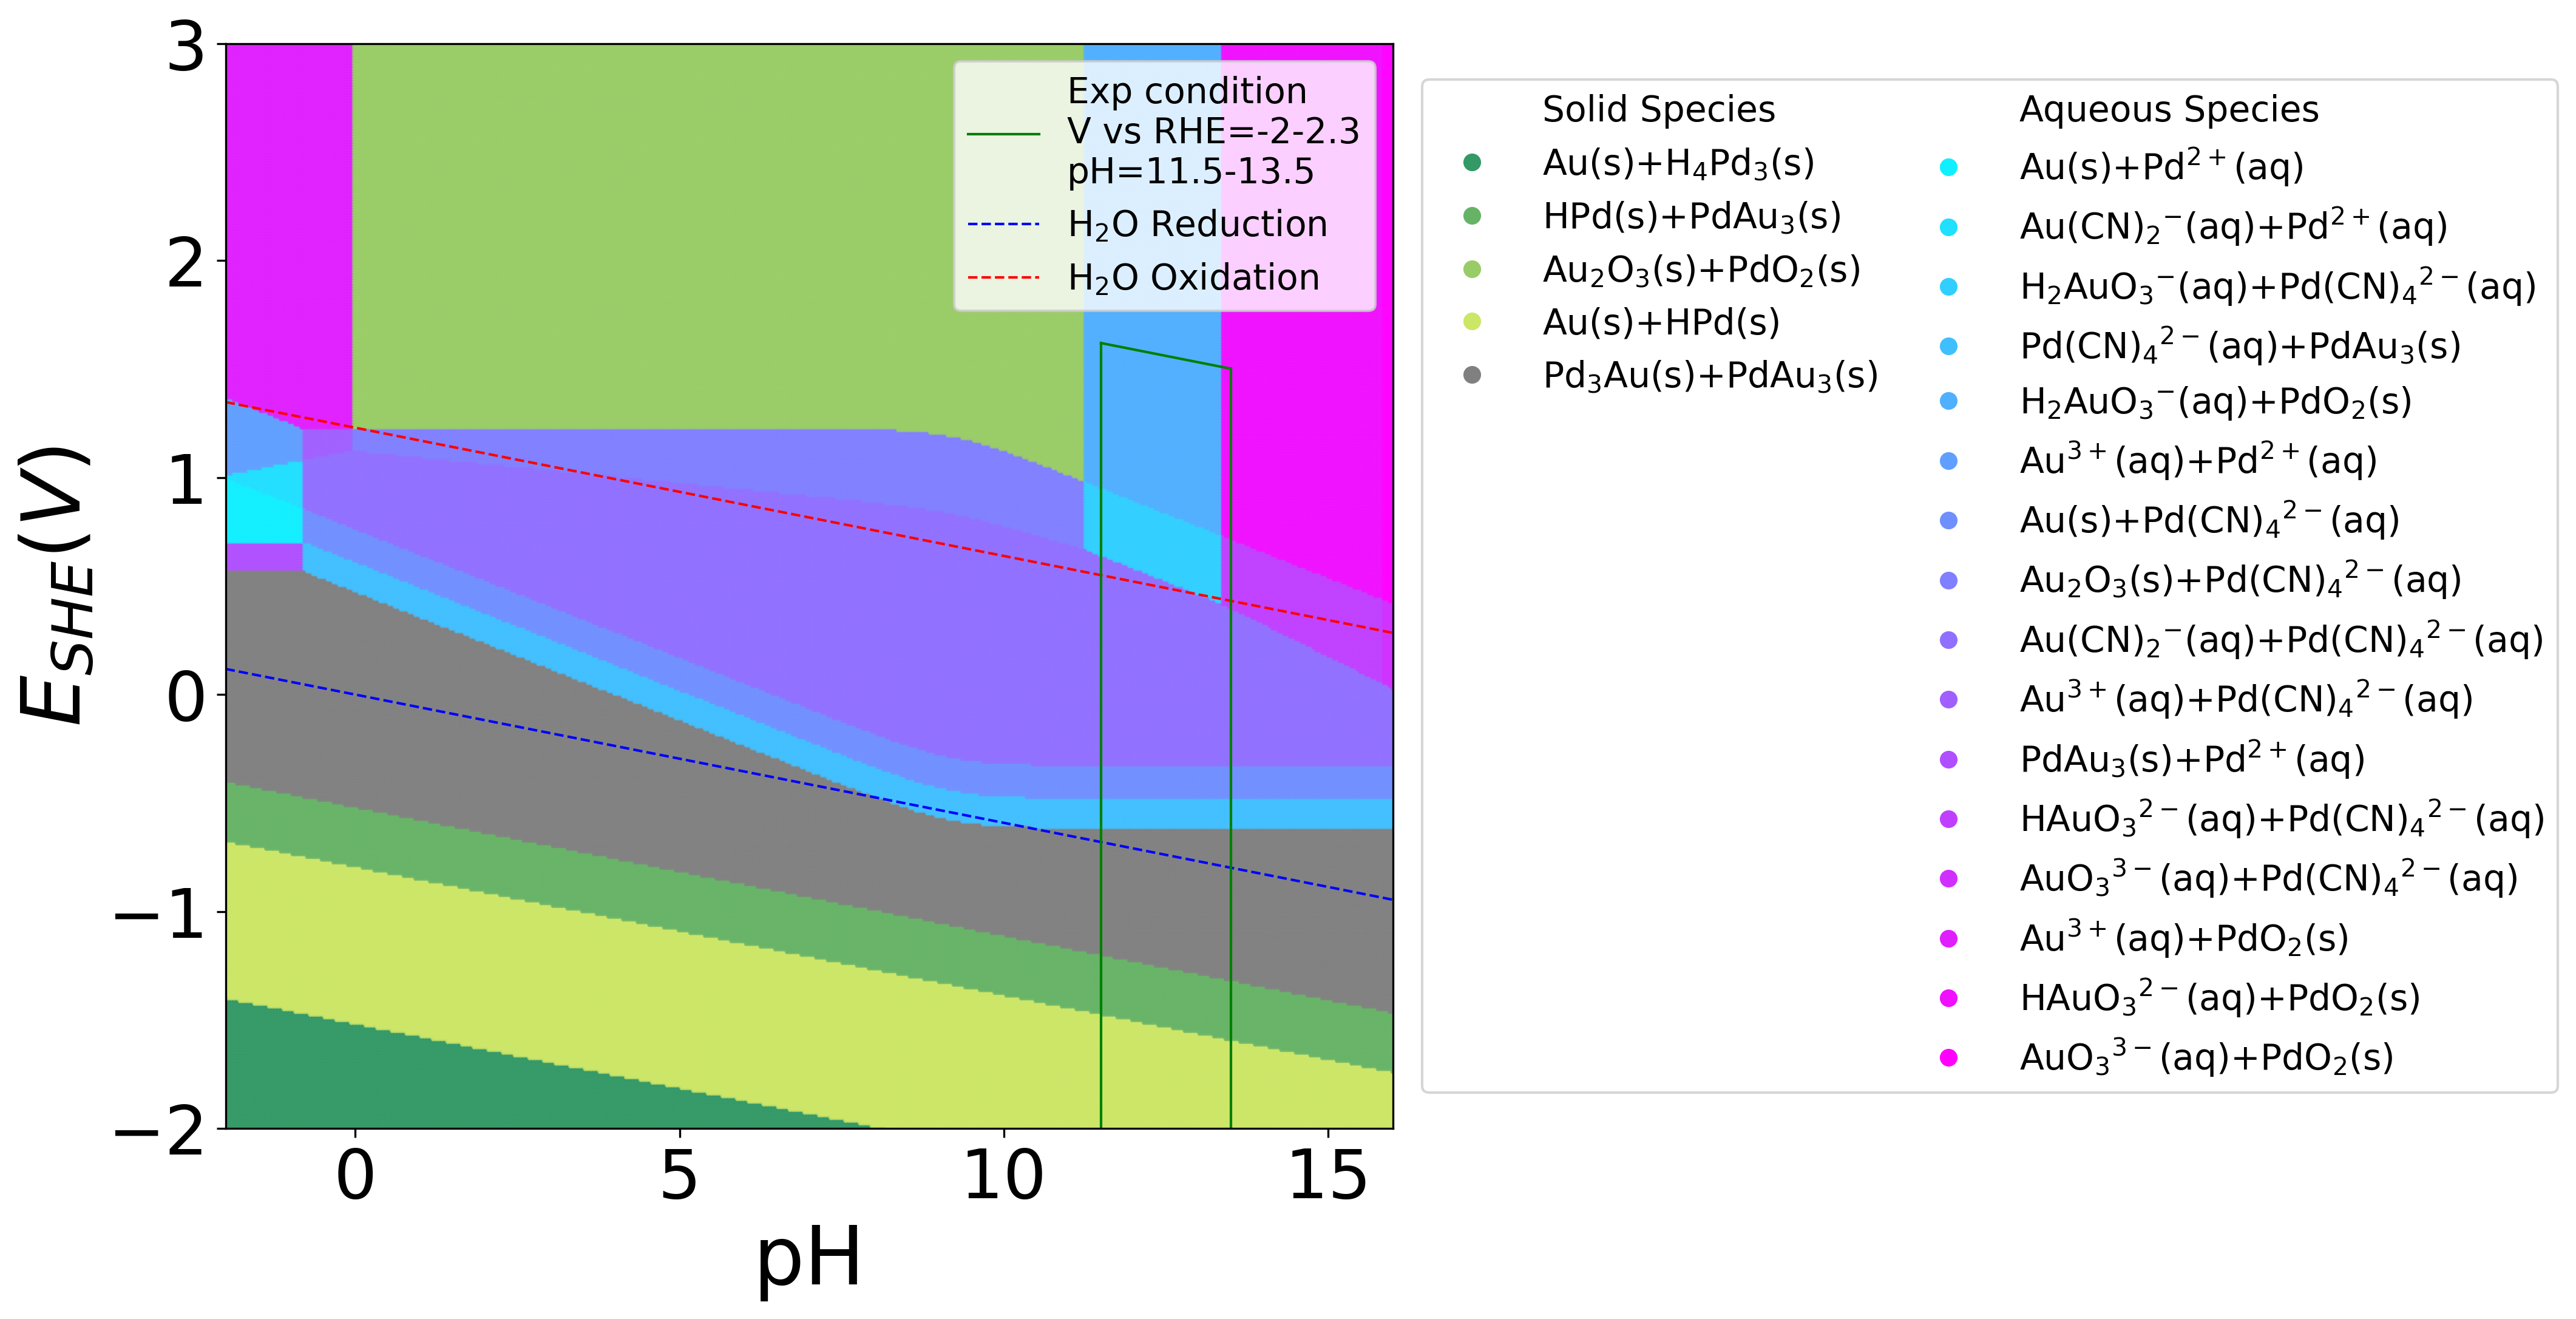 3
2
1
0
−1
−2
E_{SHE}(V)
0
5
10
15
pH
Exp condition
V vs RHE=-2-2.3
pH=11.5-13.5
H₂O Reduction
H₂O Oxidation
Solid Species
Au(s)+H₄Pd₃(s)
HPd(s)+PdAu₃(s)
Au₂O₃(s)+PdO₂(s)
Au(s)+HPd(s)
Pd₃Au(s)+PdAu₃(s)
Aqueous Species
Au(s)+Pd²⁺(aq)
Au(CN)₂⁻(aq)+Pd²⁺(aq)
H₂AuO₃⁻(aq)+Pd(CN)₄²⁻(aq)
Pd(CN)₄²⁻(aq)+PdAu₃(s)
H₂AuO₃⁻(aq)+PdO₂(s)
Au³⁺(aq)+Pd²⁺(aq)
Au(s)+Pd(CN)₄²⁻(aq)
Au₂O₃(s)+Pd(CN)₄²⁻(aq)
Au(CN)₂⁻(aq)+Pd(CN)₄²⁻(aq)
Au³⁺(aq)+Pd(CN)₄²⁻(aq)
PdAu₃(s)+Pd²⁺(aq)
HAuO₃²⁻(aq)+Pd(CN)₄²⁻(aq)
AuO₃³⁻(aq)+Pd(CN)₄²⁻(aq)
Au³⁺(aq)+PdO₂(s)
HAuO₃²⁻(aq)+PdO₂(s)
AuO₃³⁻(aq)+PdO₂(s)